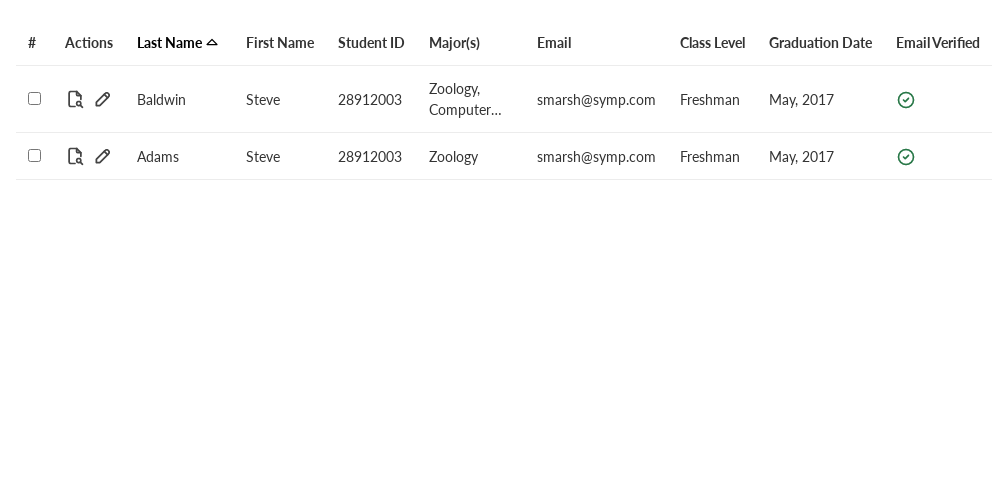 # Actions Last Name First Name Student ID Major(s) Email Class Level Graduation Date Email Verified
Baldwin Steve 28912003 Zoology, Computer... smarsh@symp.com Freshman May, 2017
Adams Steve 28912003 Zoology smarsh@symp.com Freshman May, 2017